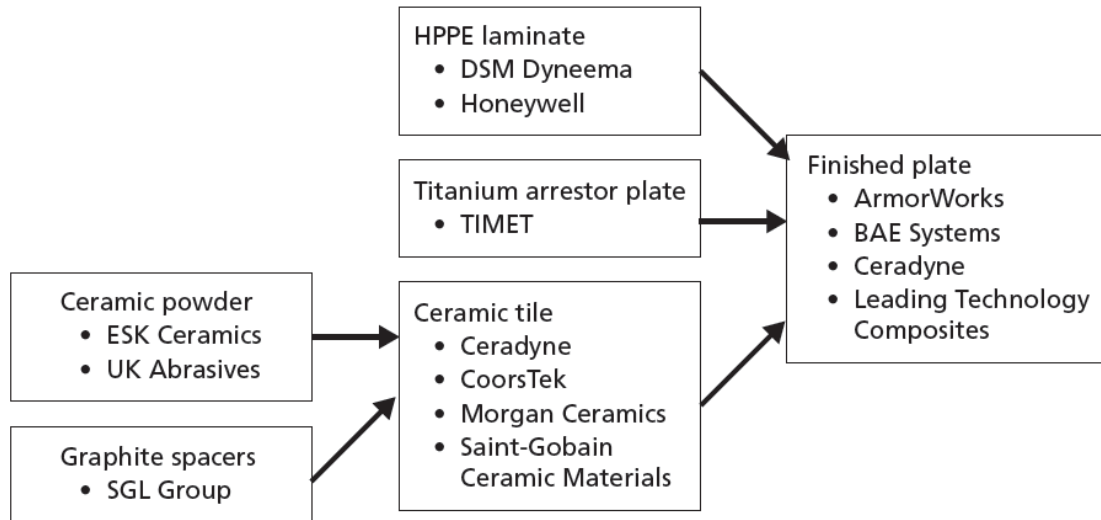 HPPE laminate
• DSM Dyneema
• Honeywell
Titanium arrestor plate
• TIMET
Ceramic powder
• ESK Ceramics
• UK Abrasives
Graphite spacers
• SGL Group
Ceramic tile
• Ceradyne
• CoorsTek
• Morgan Ceramics
• Saint-Gobain
Ceramic Materials
Finished plate
• ArmorWorks
• BAE Systems
• Ceradyne
• Leading Technology
Composites